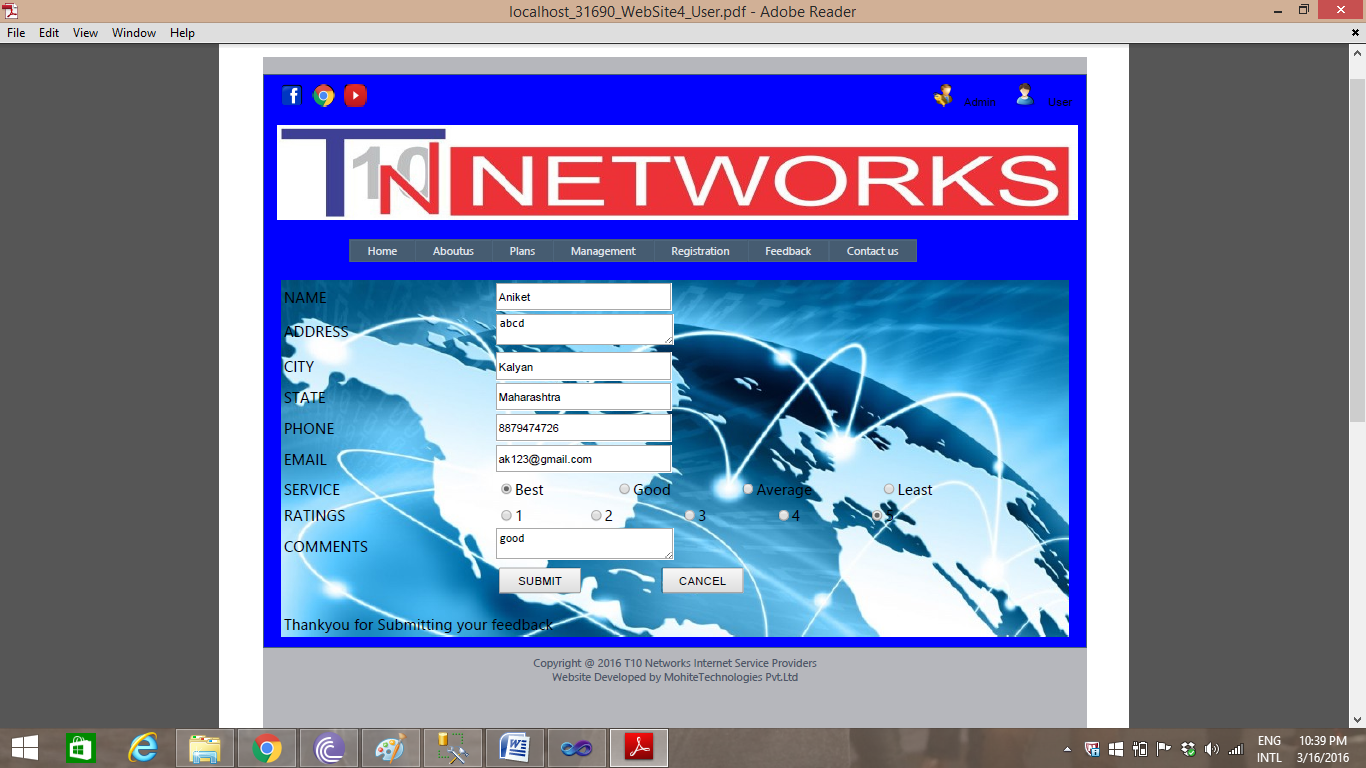 localhost_31690_WebSite4_User.pdf - Adobe Reader
File Edit View Window Help
Admin User
T10N NETWORKS
Home Aboutus Plans Management Registration Feedback Contact us
NAME Aniket
ADDRESS abcd
CITY Kalyan
STATE Maharashtra
PHONE 8879474726
EMAIL ak123@gmail.com
SERVICE Best Good Average Least
RATINGS 1 2 3 4 5
COMMENTS good
SUBMIT CANCEL
Thankyou for Submitting your feedback
Copyright @ 2016 T10 Networks Internet Service Providers
Website Developed by MohiteTechnologies Pvt.Ltd
ENG 10:39 PM
INTL 3/16/2016